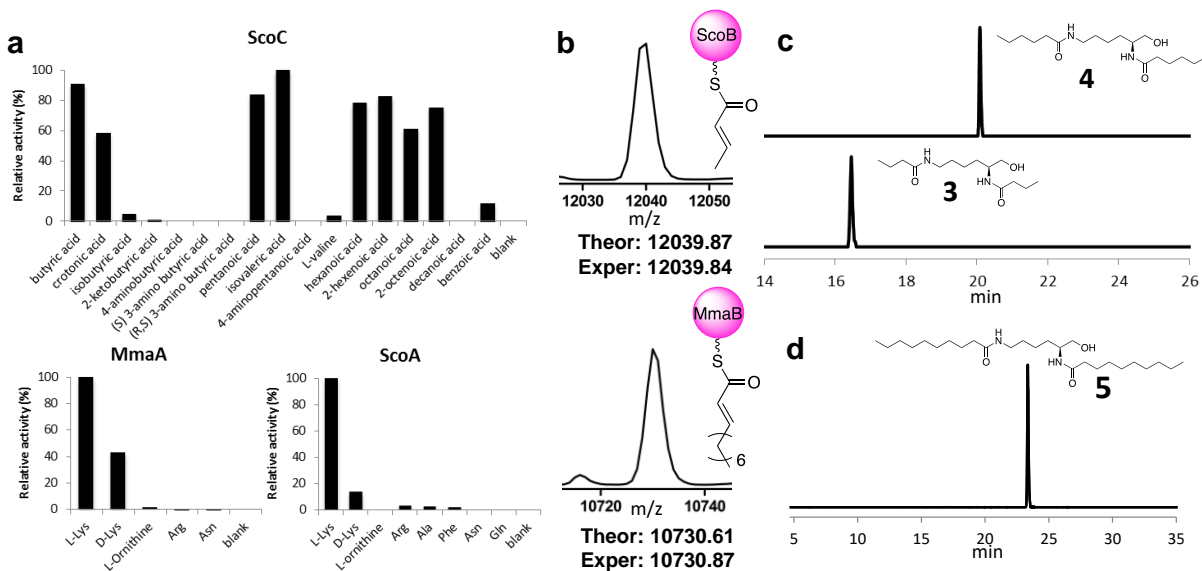 a
ScoC
Relative activity (%)
100
80
60
40
20
0
butyric acid
crotonic acid
isobutyric acid
2-ketobutyric acid
4-aminobutyric acid
(S) 3-amino butyric acid
(R,S) 3-amino butyric acid
pentanoic acid
isovaleric acid
4-aminopentanoic acid
L-valine
hexanoic acid
2-hexenoic acid
octanoic acid
2-octenoic acid
decanoic acid
benzoic acid
blank
MmaA
Relative activity (%)
100
80
60
40
20
0
L-Lys
D-Lys
L-Ornithine
Arg
Asn
blank
ScoA
Relative activity (%)
100
80
60
40
20
0
L-Lys
D-Lys
L-ornithine
Arg
Ala
Phe
Asn
Gln
blank
b
ScoB
S
O
12030 12040 12050
m/z
Theor: 12039.87
Exper: 12039.84
MmaB
S
O
6
10720 10740
m/z
Theor: 10730.61
Exper: 10730.87
c
H
N
O
OH
HN
O
4
H
N
O
OH
HN
O
3
14 16 18 20 22 24 26
min
d
H
N
O
OH
HN
O
5
5 10 15 20 25 30 35
min